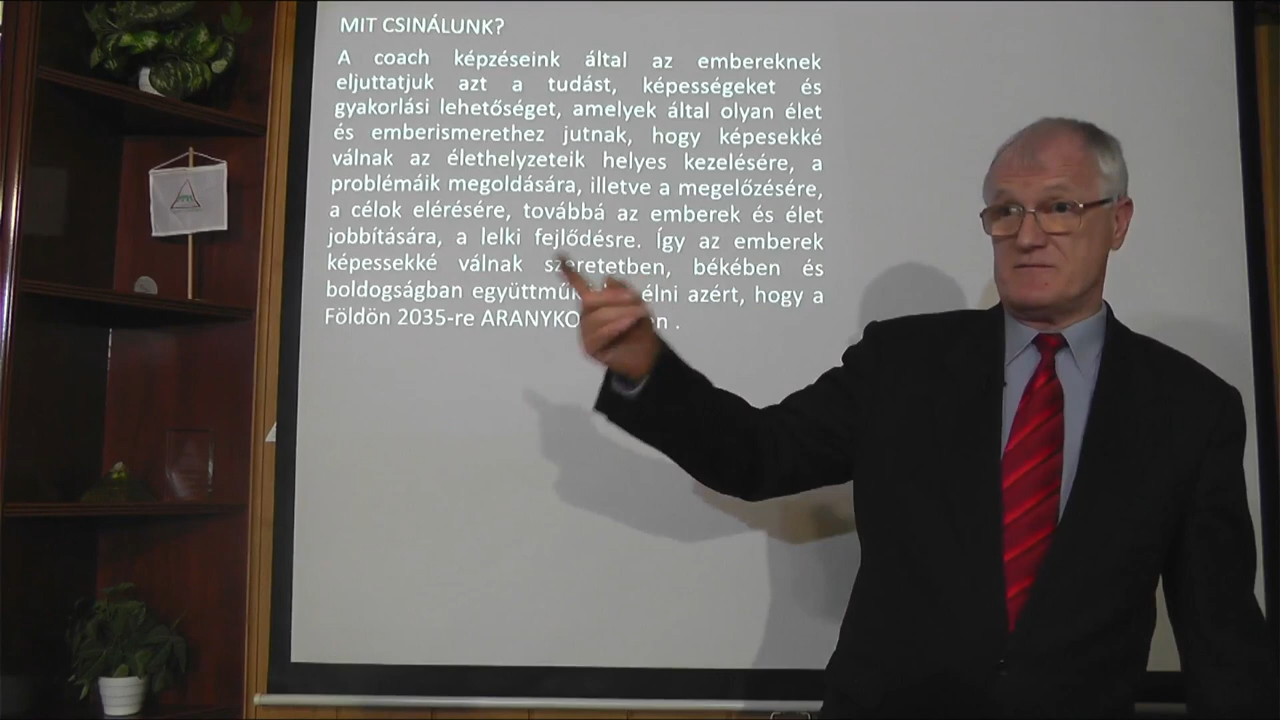 MIT CSINÁLUNK?
A coach képzéseink által az embereknek
eljuttatjuk azt a tudást, képességeket és
gyakorlási lehetőséget, amelyek által olyan élet
és emberismerethez jutnak, hogy képesekké
válnak az élethelyzeteik helyes kezelésére, a
problémáik megoldására, illetve a megelőzésére,
a célok elérésére, továbbá az emberek és élet
jobbítására, a lelki fejlődésre. Így az emberek
képessekké válnak szeretetben, békében és
boldogságban élni azért, hogy a
Földön 2035-re .